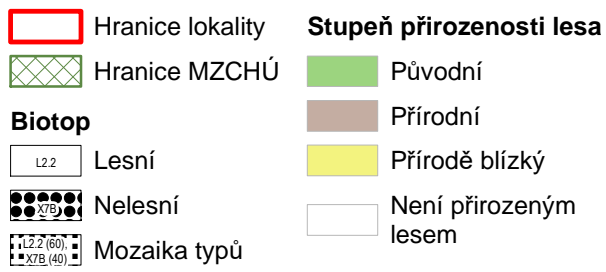 Hranice lokality
Hranice MZCHÚ
Biotop
L2.2 Lesní
X7B Nelesní
L2.2 (60),
X7B (40) Mozaika typů
Stupeň přirozenosti lesa
Původní
Přírodní
Přírodě blízký
Není přirozeným
lesem